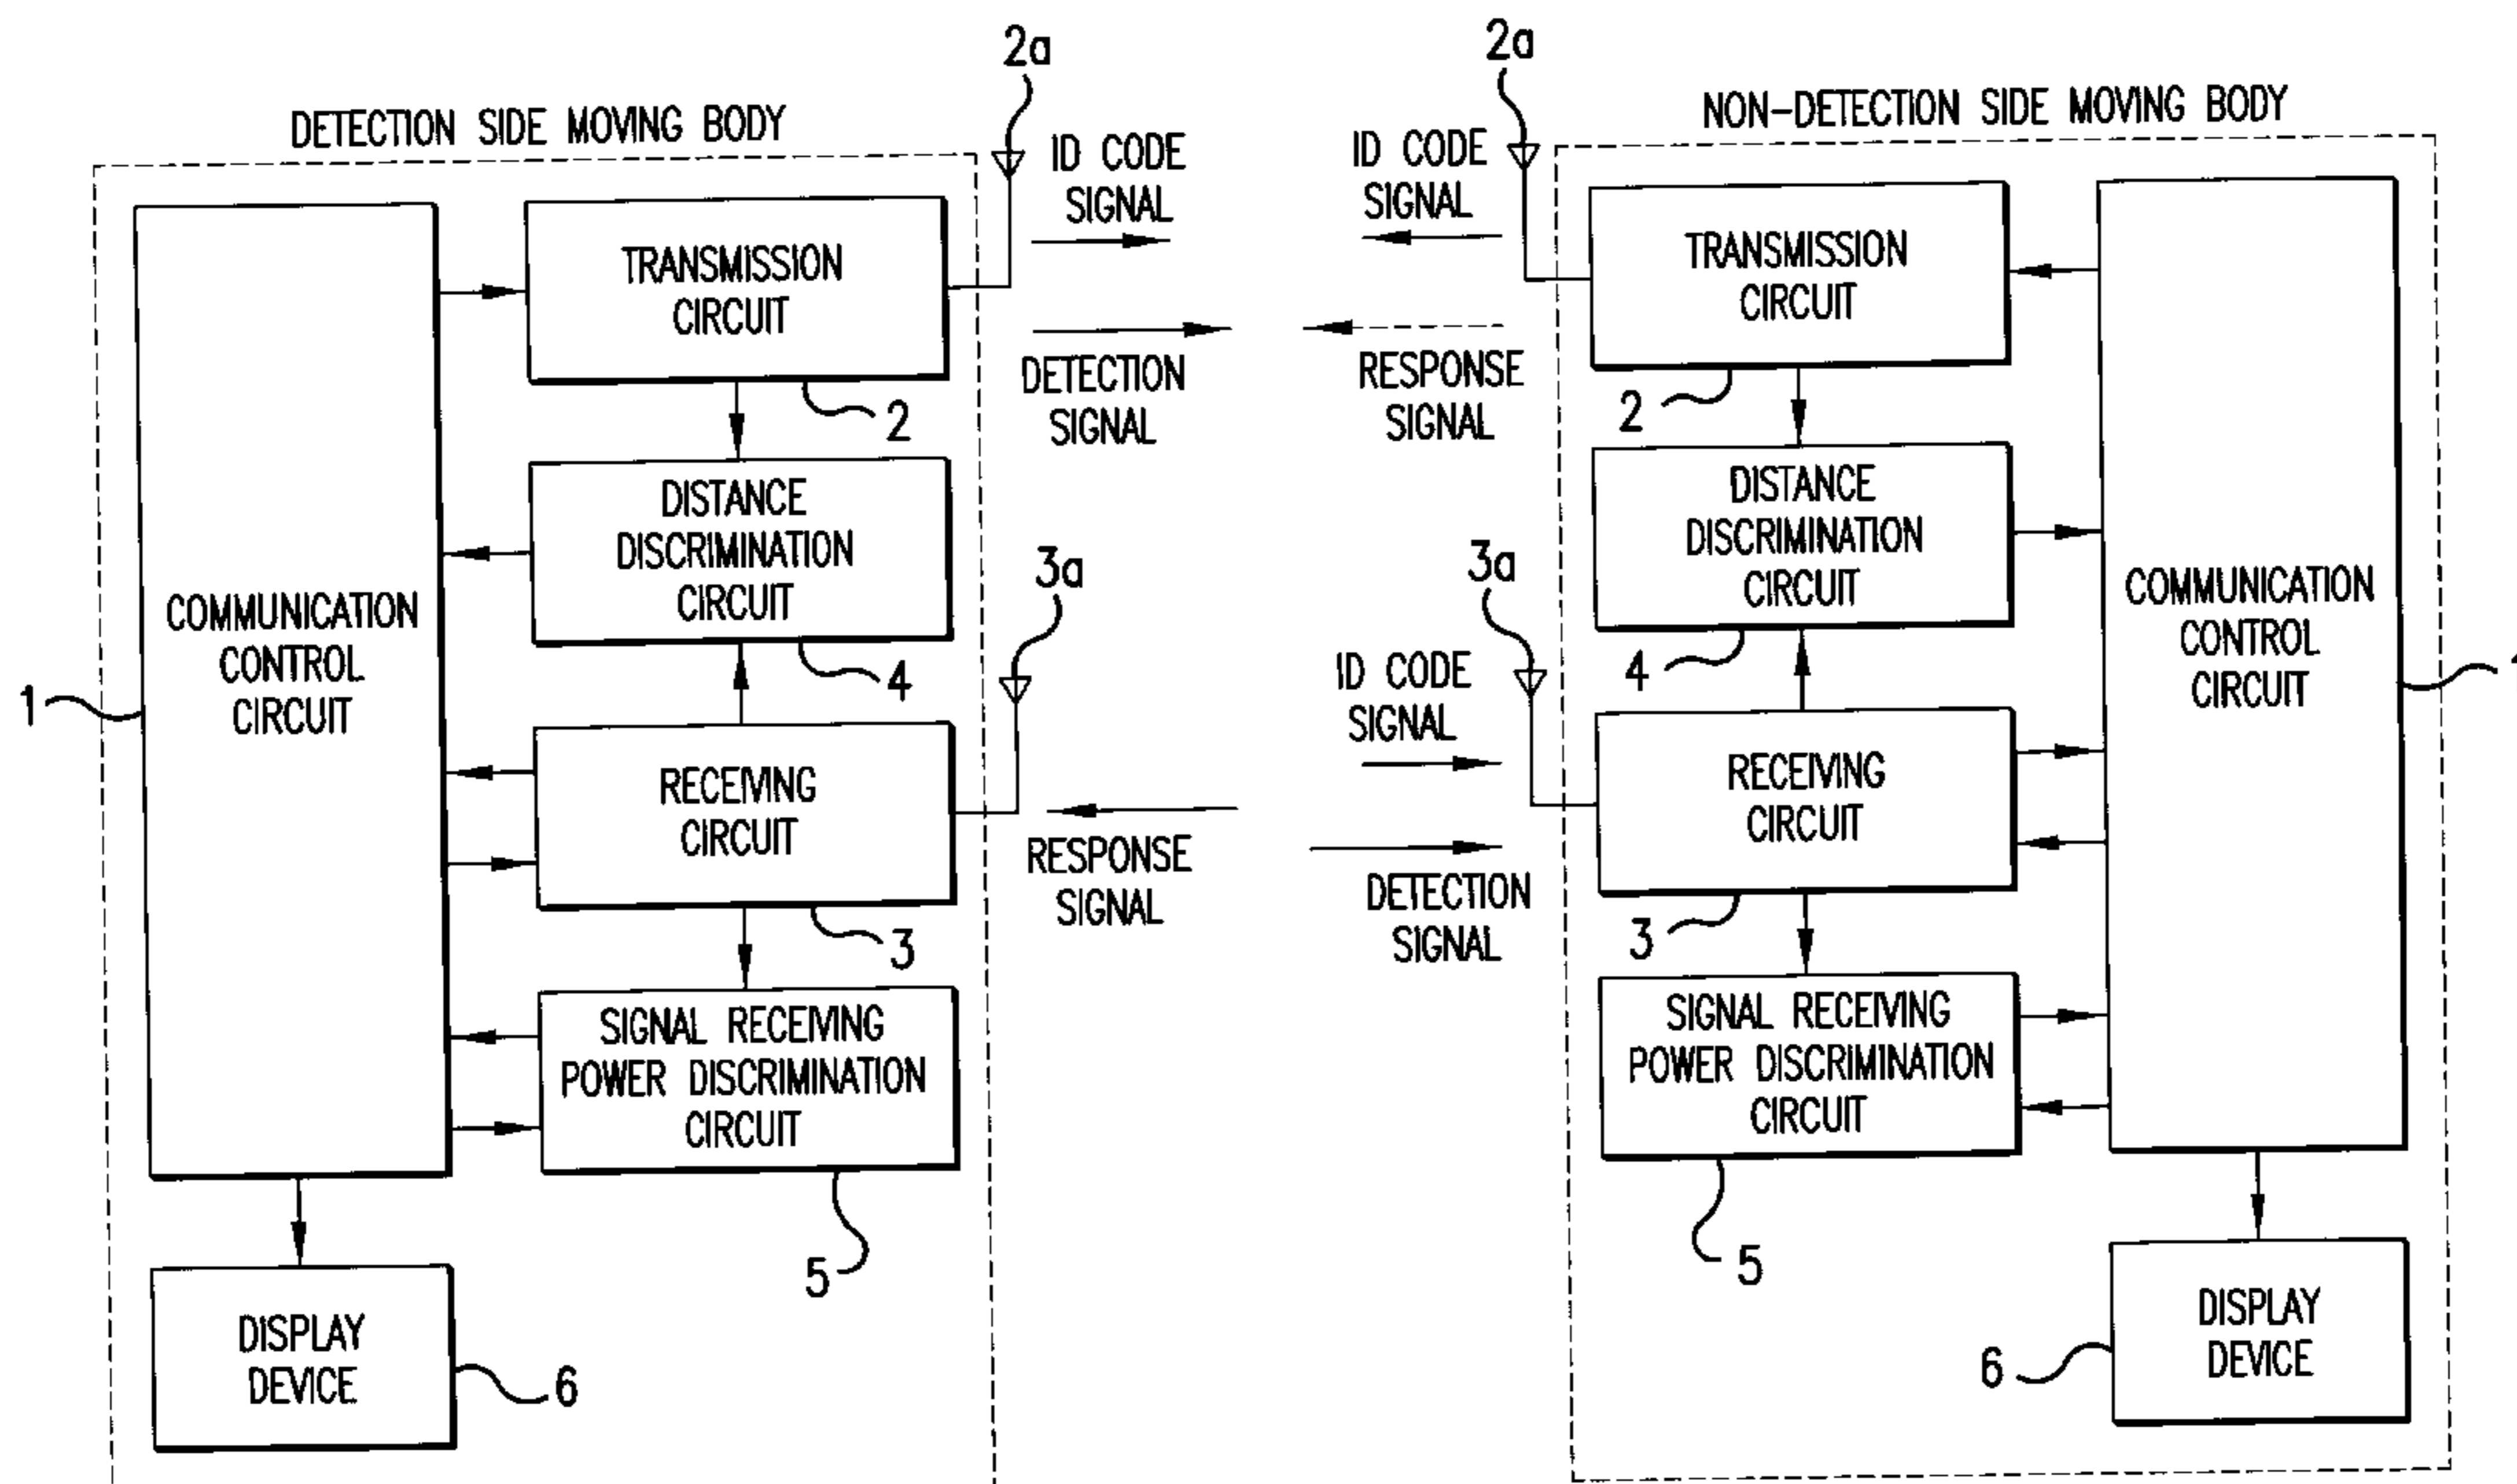 2a
2a
DETECTION SIDE MOVING BODY
NON-DETECTION SIDE MOVING BODY
ID CODE
SIGNAL
ID CODE
SIGNAL
TRANSMISSION
CIRCUIT
TRANSMISSION
CIRCUIT
DETECTION
SIGNAL
RESPONSE
SIGNAL
2
2
DISTANCE
DISCRIMINATION
CIRCUIT
DISTANCE
DISCRIMINATION
CIRCUIT
3a
3a
COMMUNICATION
CONTROL
CIRCUIT
COMMUNICATION
CONTROL
CIRCUIT
1
4
4
ID CODE
SIGNAL
RECEIVING
CIRCUIT
RECEIVING
CIRCUIT
RESPONSE
SIGNAL
DETECTION
SIGNAL
3
3
SIGNAL RECEIVING
POWER DISCRIMINATION
CIRCUIT
SIGNAL RECEIVING
POWER DISCRIMINATION
CIRCUIT
5
5
DISPLAY
DEVICE
6
6
DISPLAY
DEVICE